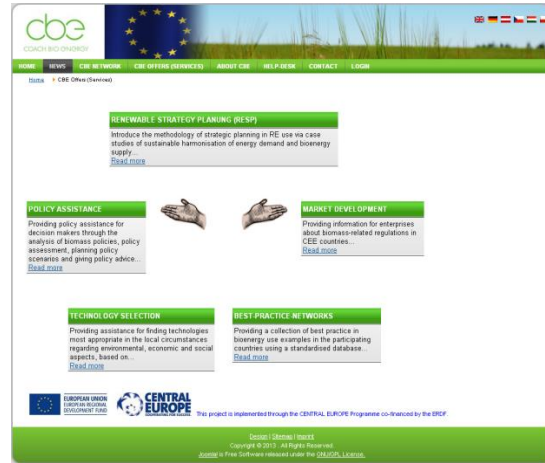 cbe
COACH BIO-ENERGY
HOME NEWS CBE NETWORK CBE OFFERS (SERVICES) ABOUT CBE HELP-DESK CONTACT LOGIN
Home CBE Offers (Services)
RENEWABLE STRATEGY PLANUNG (RESP)
Introduce the methodology of strategic planning in RE use via case
studies of sustainable harmonisation of energy demand and bioenergy
supply...
Read more
POLICY ASSISTANCE
Providing policy assistance for
decision makers through the
analysis of biomass policies, policy
assessment, planning policy
scenarios and giving policy advice...
Read more
MARKET DEVELOPMENT
Providing information for enterprises
about biomass-related regulations in
CEE countries...
Read more
TECHNOLOGY SELECTION
Providing assistance for finding technologies
most appropriate in the local circumstances
regarding environmental, economic and social
aspects, based on...
Read more
BEST-PRACTICE-NETWORKS
Providing a collection of best practice in
bioenergy use examples in the participating
countries using a standardised database...
Read more
EUROPEAN UNION
EUROPEAN REGIONAL
DEVELOPMENT FUND
CENTRAL
EUROPE
COOPERATING FOR SUCCESS.
This project is implemented through the CENTRAL EUROPE Programme co-financed by the ERDF.
Design | Sitemap | Imprint
Copyright © 2013 . All Rights Reserved.
Joomla! is Free Software released under the GNU/GPL License.